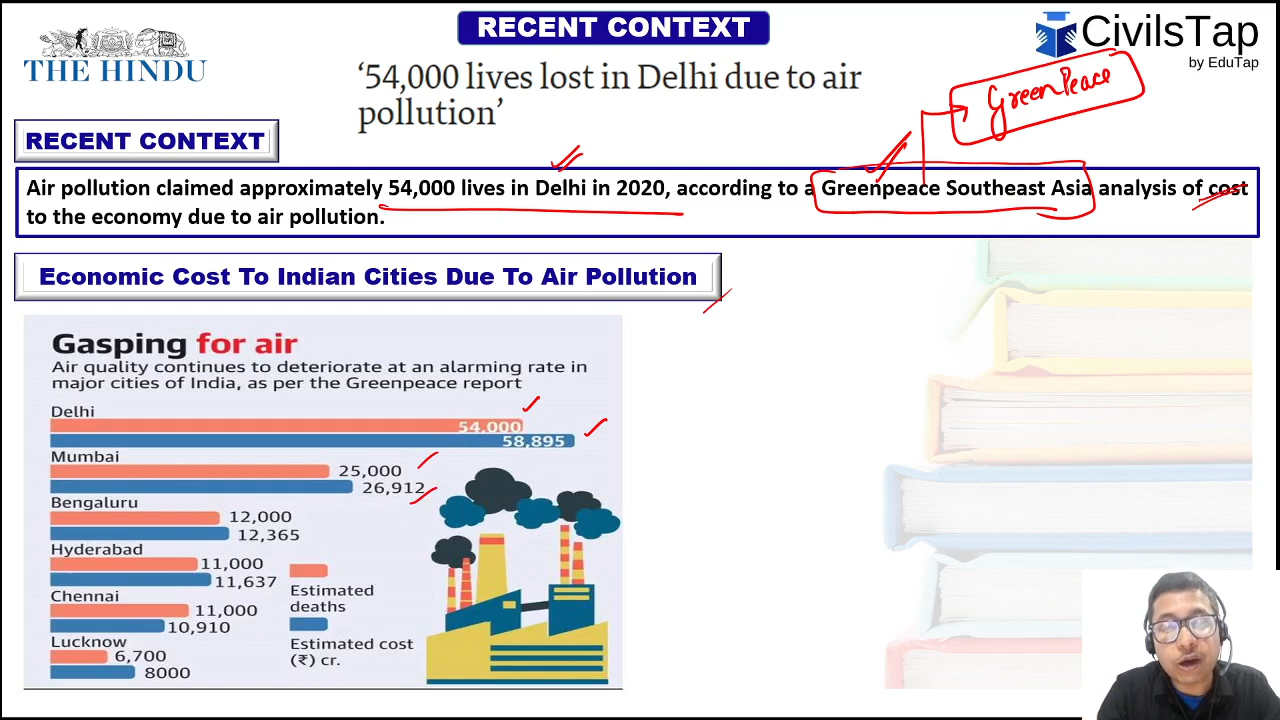 RECENT CONTEXT
THE HINDU
CivilsTap
by EduTap
‘54,000 lives lost in Delhi due to air
pollution’
GreenPeace
RECENT CONTEXT
Air pollution claimed approximately 54,000 lives in Delhi in 2020, according to a Greenpeace Southeast Asia analysis of cost
to the economy due to air pollution.
Economic Cost To Indian Cities Due To Air Pollution
Gasping for air
Air quality continues to deteriorate at an alarming rate in
major cities of India, as per the Greenpeace report
Delhi
54,000
58,895
Mumbai
25,000
26,912
Bengaluru
12,000
12,365
Hyderabad
11,000
11,637
Chennai
11,000
10,910
Lucknow
6,700
8000
Estimated
deaths
Estimated cost
(₹) cr.